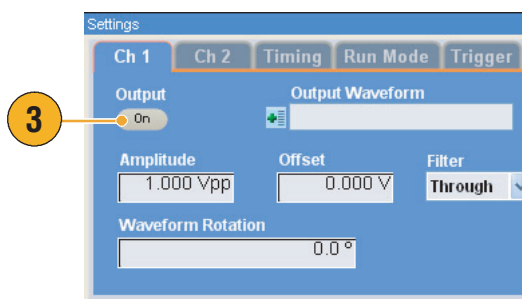 Settings
Ch 1 Ch 2 Timing Run Mode Trigger
Output Output Waveform
3
On
Amplitude Offset Filter
1.000 Vpp 0.000 V Through
Waveform Rotation
0.0 °